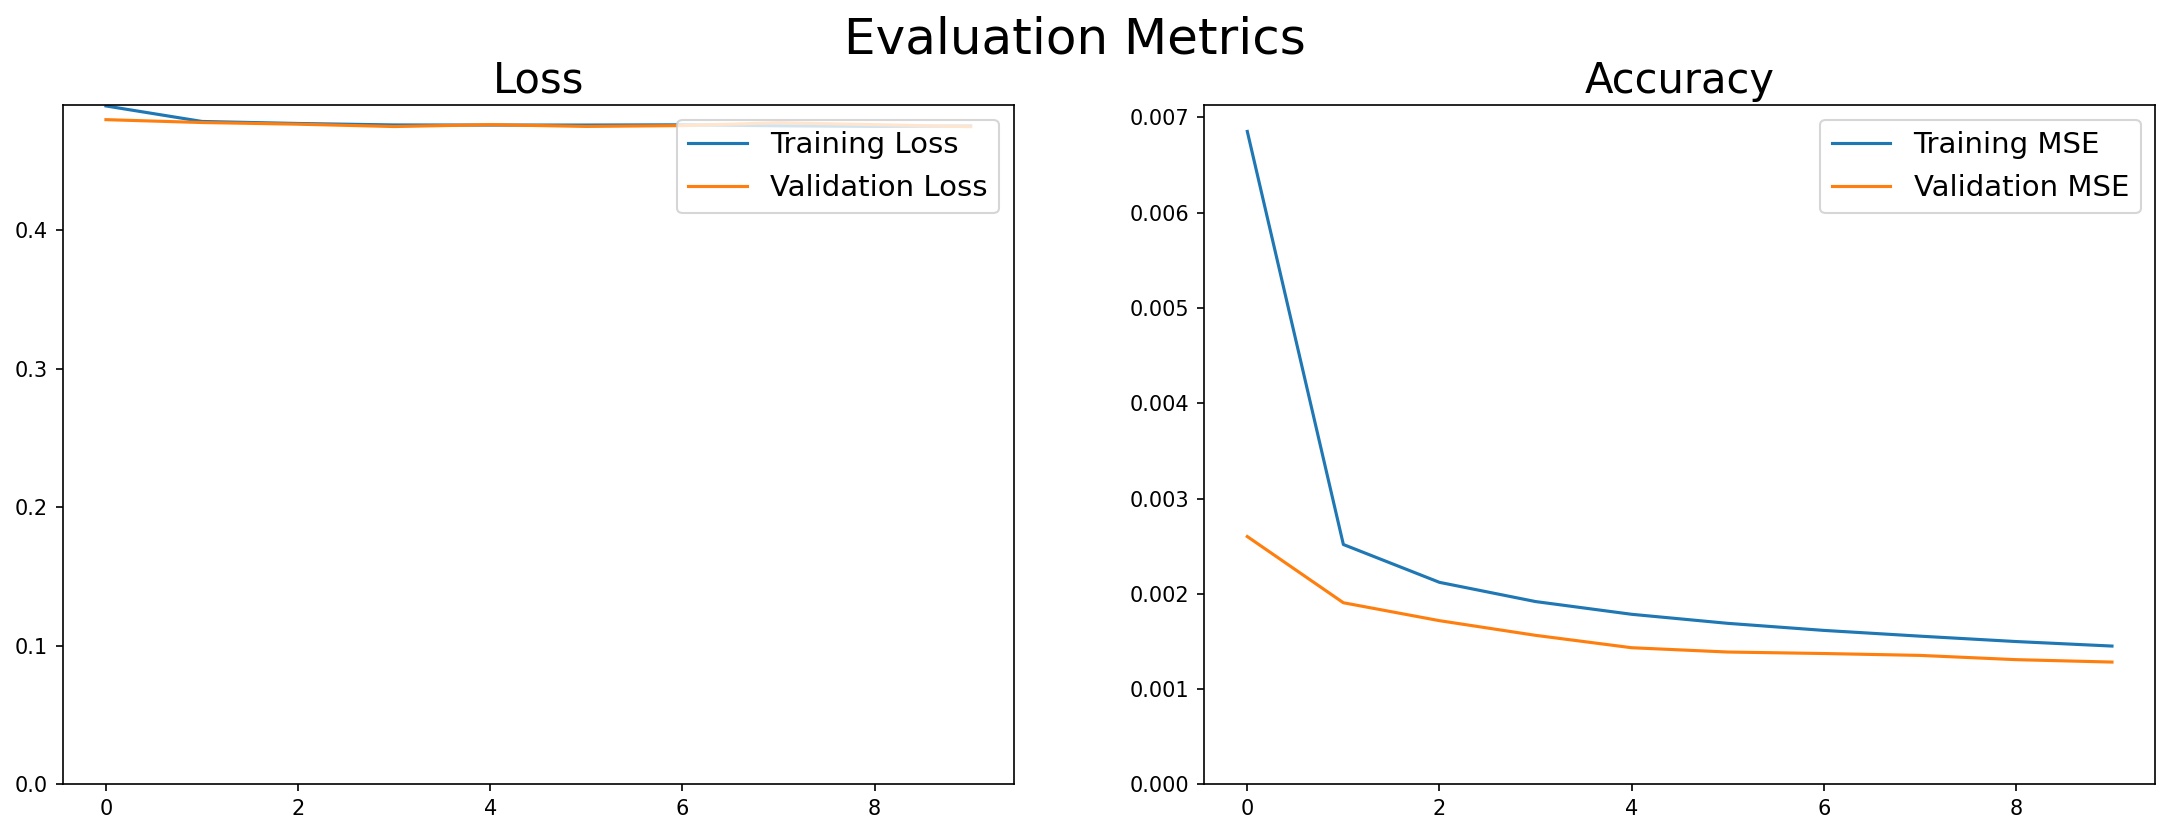 Evaluation Metrics
Loss
Training Loss
Validation Loss
0.4
0.3
0.2
0.1
0.0
0 2 4 6 8
Accuracy
Training MSE
Validation MSE
0.007
0.006
0.005
0.004
0.003
0.002
0.001
0.000
0 2 4 6 8